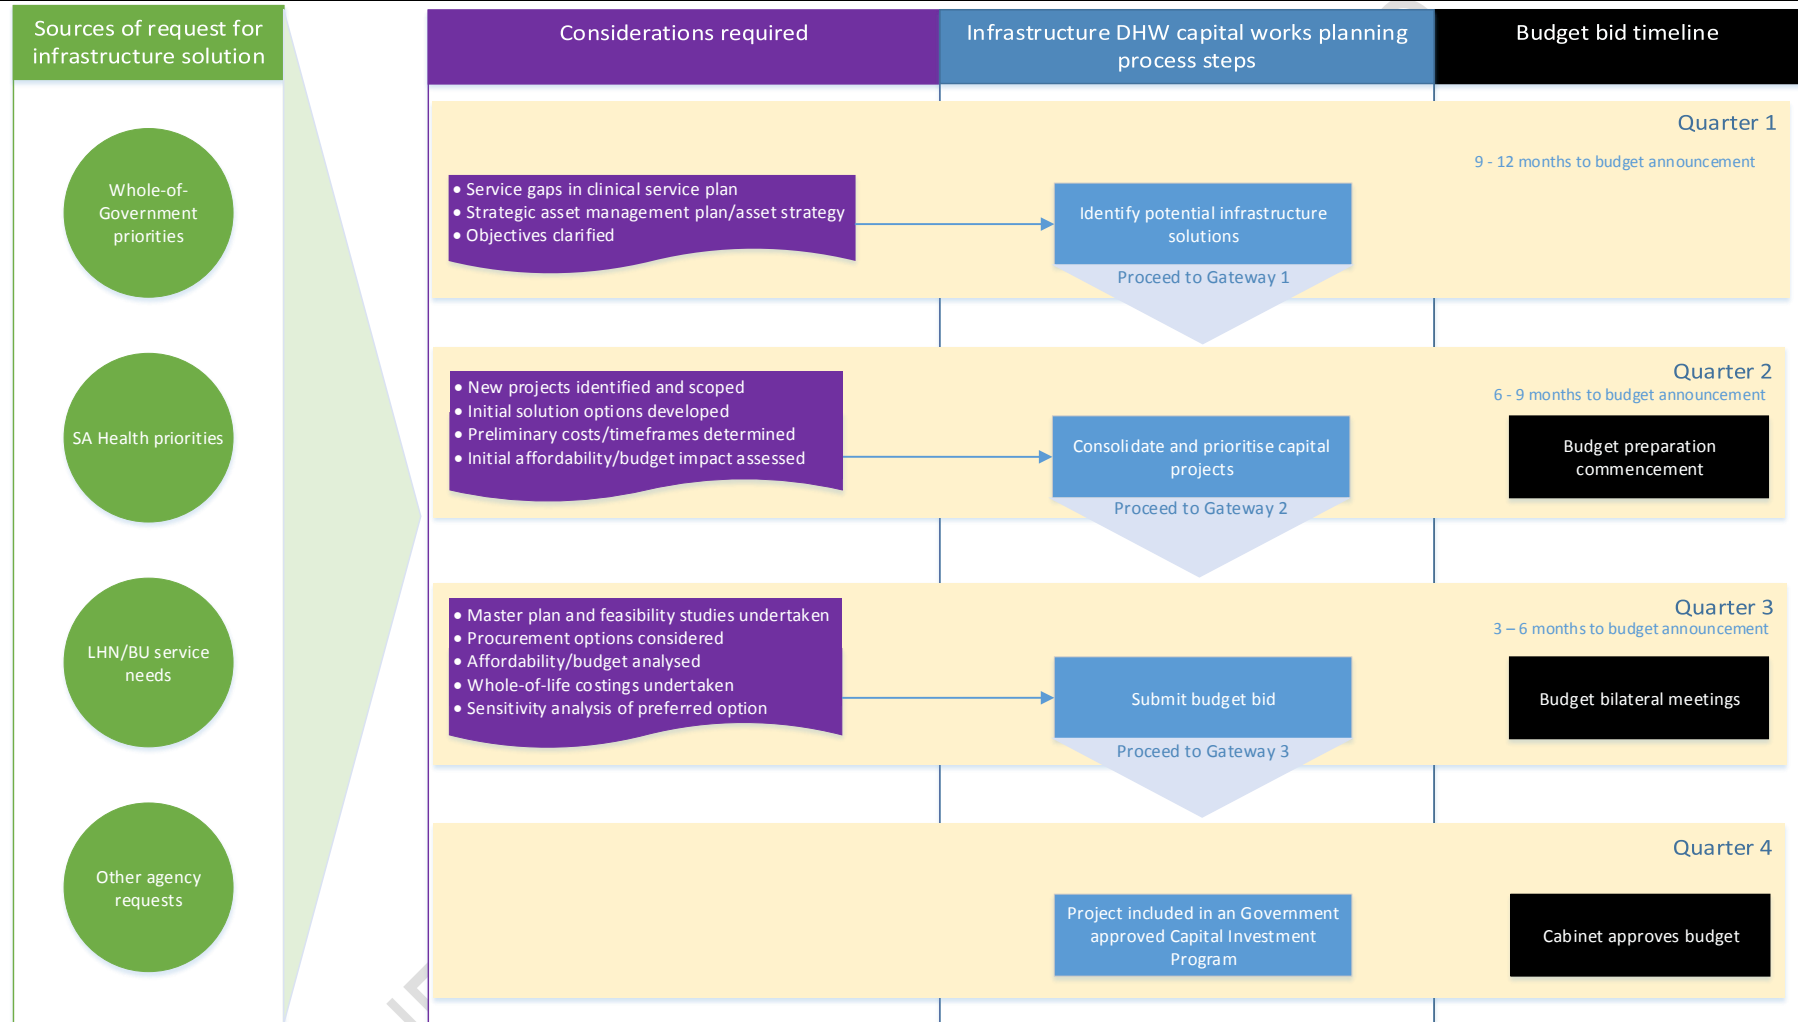 Sources of request for
infrastructure solution
Considerations required
Infrastructure DHW capital works planning
process steps
Budget bid timeline
Whole-of-
Government
priorities
SA Health priorities
LHN/BU service
needs
Other agency
requests
Quarter 1
9 - 12 months to budget announcement
• Service gaps in clinical service plan
• Strategic asset management plan/asset strategy
• Objectives clarified
Identify potential infrastructure
solutions
Proceed to Gateway 1
Quarter 2
6 - 9 months to budget announcement
• New projects identified and scoped
• Initial solution options developed
• Preliminary costs/timeframes determined
• Initial affordability/budget impact assessed
Consolidate and prioritise capital
projects
Proceed to Gateway 2
Budget preparation
commencement
Quarter 3
3 – 6 months to budget announcement
• Master plan and feasibility studies undertaken
• Procurement options considered
• Affordability/budget analysed
• Whole-of-life costings undertaken
• Sensitivity analysis of preferred option
Submit budget bid
Proceed to Gateway 3
Budget bilateral meetings
Quarter 4
Project included in an Government
approved Capital Investment
Program
Cabinet approves budget